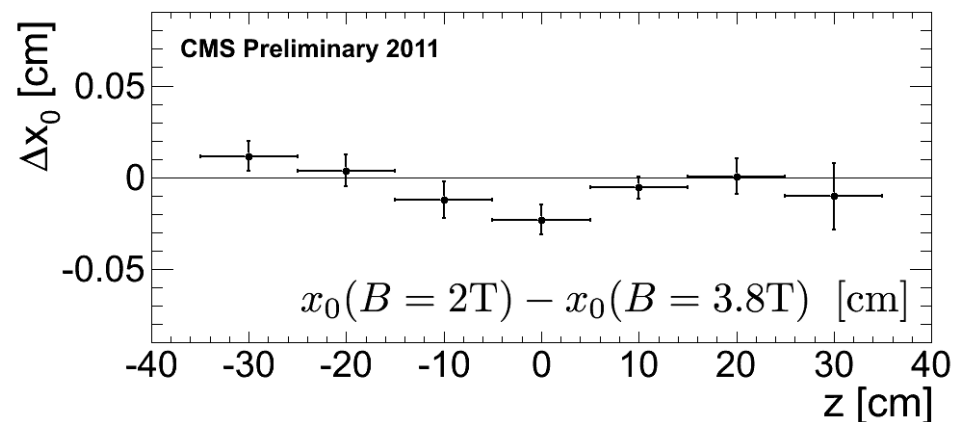 CMS Preliminary 2011
Δx₀ [cm]
0.05
0
-0.05
x₀(B = 2T) − x₀(B = 3.8T) [cm]
-40 -30 -20 -10 0 10 20 30 40
z [cm]